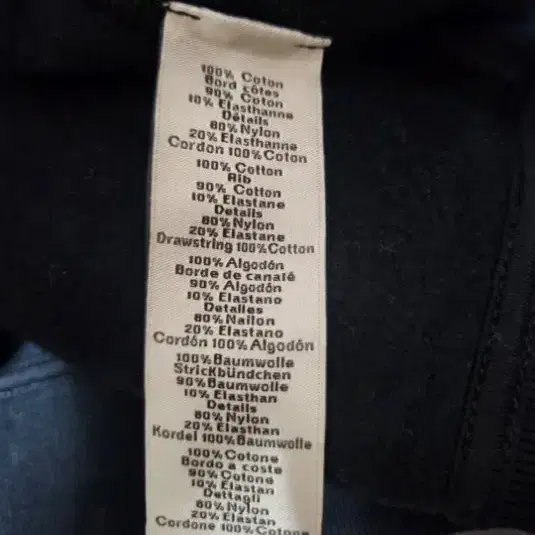 100% Coton
Bord côtes
90% Coton
10% Elasthanne
Détails
80% Nylon
20% Elasthanne
Cordon 100% Coton
100% Cotton
Rib
90% Cotton
10% Elastane
Details
80% Nylon
20% Elastane
Drawstring 100% Cotton
100% Algodón
Borde de canalé
90% Algodón
10% Elastano
Detalles
80% Nailon
20% Elastano
Cordón 100% Algodón
100% Baumwolle
StricKbündchen
90% Baumwolle
10% Elasthan
Details
80% Nylon
20% Elasthan
Kordel 100% Baumwolle
100% Cotone
Bordo a coste
90% Cotone
10% Elastan
Dettagli
80% Nylon
20% Elastan
Cordone 100% Cotone